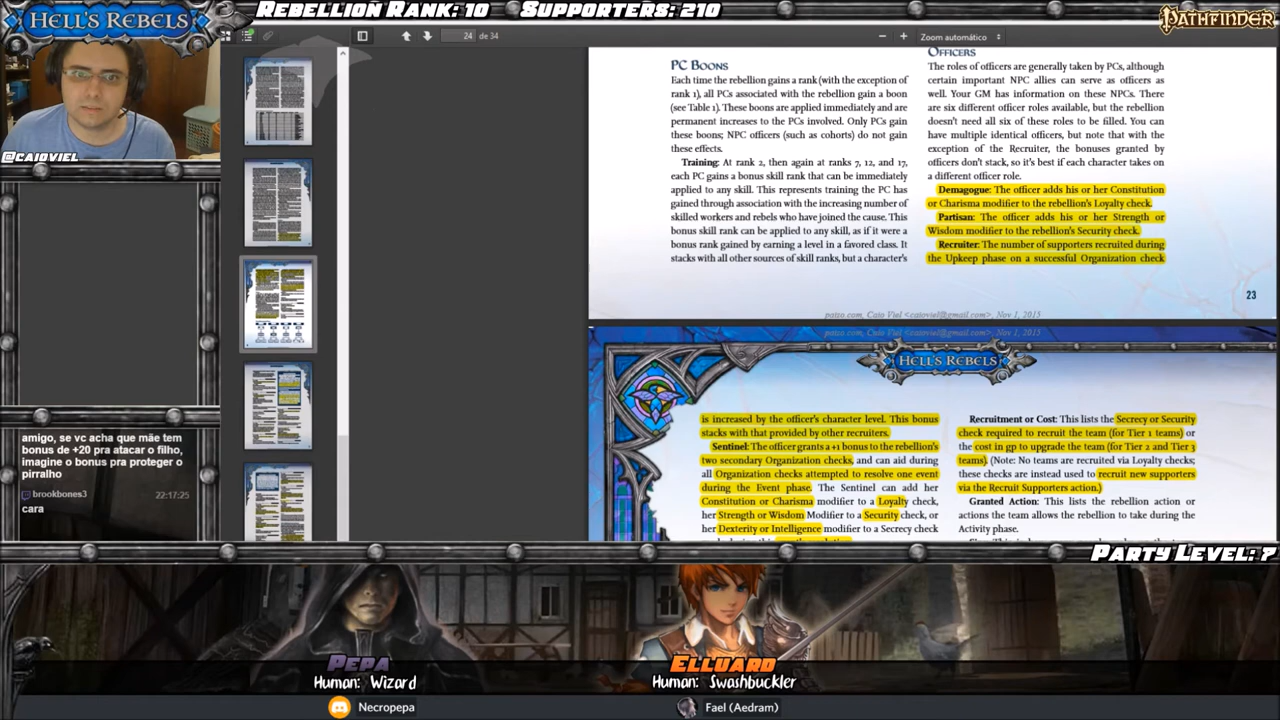 HELL'S REBELS
REBELLION RANK: 10 SUPPORTERS: 210
PATHFINDER
24 de 34
Zoom automático
@CAIOVIEL
PC BOONS
Each time the rebellion gains a rank (with the exception of
rank 1), all PCs associated with the rebellion gain a boon
(see Table 1). These boons are applied immediately and are
permanent increases to the PCs involved. Only PCs gain
these boons; NPC officers (such as cohorts) do not gain
these effects.
Training: At rank 2, then again at ranks 7, 12, and 17,
each PC gains a bonus skill rank that can be immediately
applied to any skill. This represents training the PC has
gained through association with the increasing number of
skilled workers and rebels who have joined the cause. This
bonus skill rank can be applied to any skill, as if it were a
bonus rank gained by earning a level in a favored class. It
stacks with all other sources of skill ranks, but a character's
OFFICERS
The roles of officers are generally taken by PCs, although
certain important NPC allies can serve as officers as
well. Your GM has information on these NPCs. There
are six different officer roles available, but the rebellion
doesn't need all six of these roles to be filled. You can
have multiple identical officers, but note that with the
exception of the Recruiter, the bonuses granted by
officers don't stack, so it's best if each character takes on
a different officer role.
Demagogue: The officer adds his or her Constitution
or Charisma modifier to the rebellion's Loyalty check.
Partisan: The officer adds his or her Strength or
Wisdom modifier to the rebellion's Security check.
Recruiter: The number of supporters recruited during
the Upkeep phase on a successful Organization check
23
paizo.com, Caio Viel <caioviel@gmail.com>, Nov 1, 2015
paizo.com, Caio Viel <caioviel@gmail.com>, Nov 1, 2015
HELL'S REBELS
is increased by the officer's character level. This bonus
stacks with that provided by other recruiters.
Sentinel: The officer grants a +1 bonus to the rebellion's
two secondary Organization checks, and can aid during
all Organization checks attempted to resolve one event
during the Event phase. The Sentinel can add her
Constitution or Charisma modifier to a Loyalty check,
her Strength or Wisdom Modifier to a Security check, or
her Dexterity or Intelligence modifier to a Secrecy check
Recruitment or Cost: This lists the Secrecy or Security
check required to recruit the team (for Tier 1 teams) or
the cost in gp to upgrade the team (for Tier 2 and Tier 3
teams). (Note: No teams are recruited via Loyalty checks;
these checks are instead used to recruit new supporters
via the Recruit Supporters action.)
Granted Action: This lists the rebellion action or
actions the team allows the rebellion to take during the
Activity phase.
amigo, se vc acha que mãe tem
bonus de +20 pra atacar o filho,
imagine o bonus pra proteger o
pirralho
brookbones3 22:17:25
cara
PARTY LEVEL: 7
PEPA
Human: Wizard
Necropepa
ELLUARD
Human: Swashbuckler
Fael (Aedram)